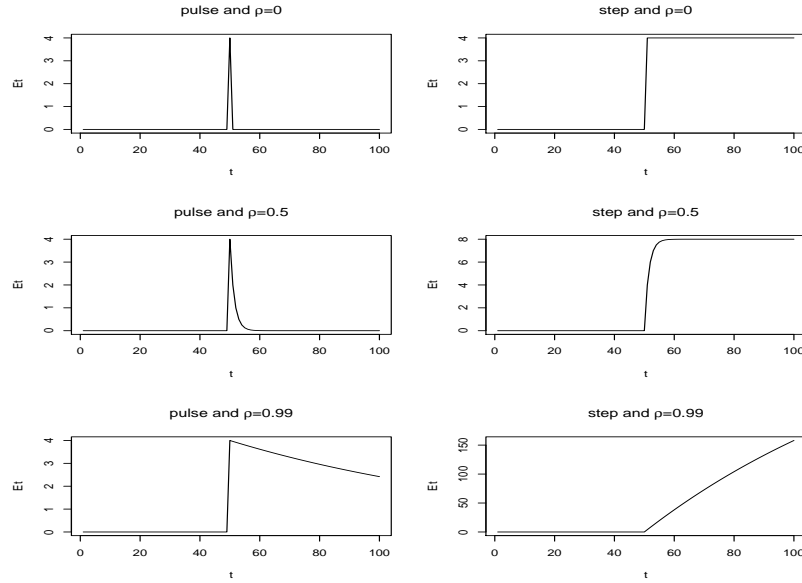 pulse and ρ=0
Et
4
3
2
1
0
0 20 40 60 80 100
t
step and ρ=0
Et
4
3
2
1
0
0 20 40 60 80 100
t
pulse and ρ=0.5
Et
4
3
2
1
0
0 20 40 60 80 100
t
step and ρ=0.5
Et
8
6
4
2
0
0 20 40 60 80 100
t
pulse and ρ=0.99
Et
4
3
2
1
0
0 20 40 60 80 100
t
step and ρ=0.99
Et
150
100
50
0
0 20 40 60 80 100
t